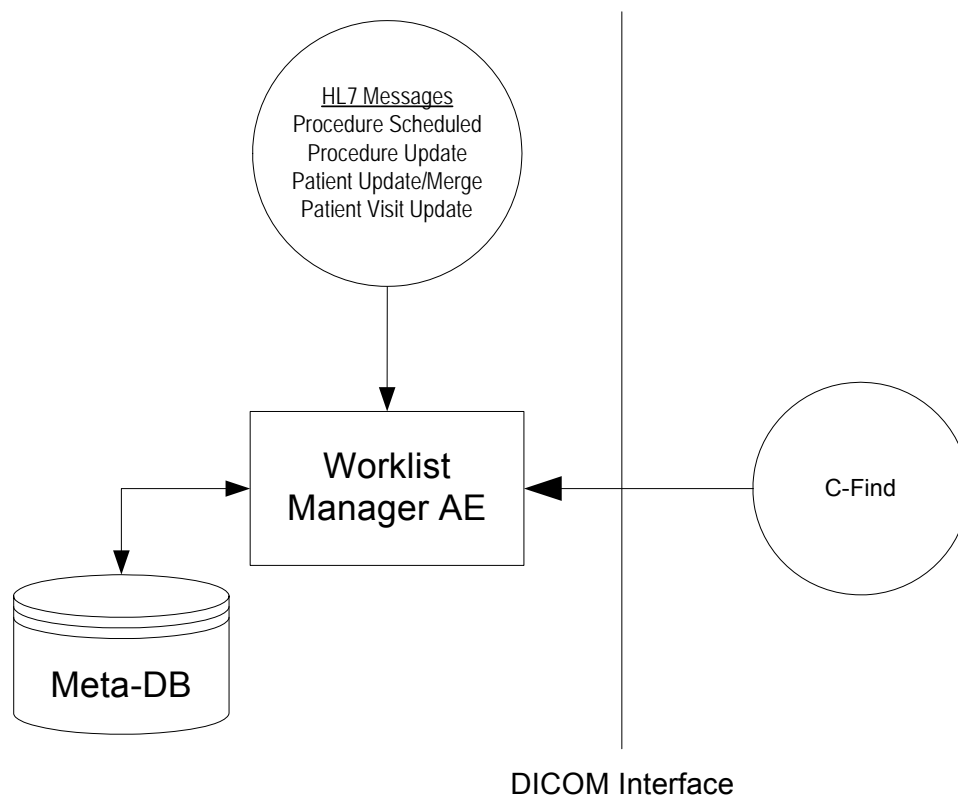 HL7 Messages
Procedure Scheduled
Procedure Update
Patient Update/Merge
Patient Visit Update
Worklist
Manager AE
C-Find
Meta-DB
DICOM Interface